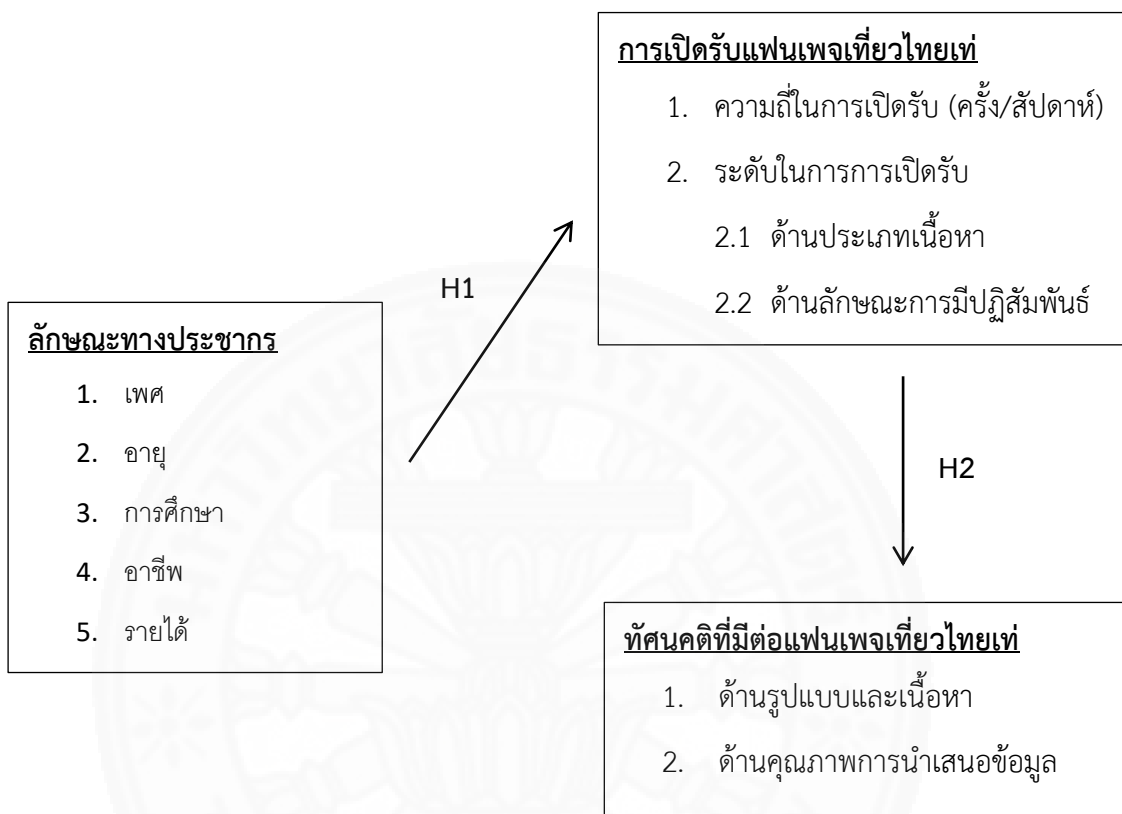 การเปิดรับแฟนเพจเที่ยวไทยเท่
1. ความถี่ในการเปิดรับ (ครั้ง/สัปดาห์)
2. ระดับในการการเปิดรับ
2.1 ด้านประเภทเนื้อหา
2.2 ด้านลักษณะการมีปฏิสัมพันธ์
H1
ลักษณะทางประชากร
1. เพศ
2. อายุ
3. การศึกษา
4. อาชีพ
5. รายได้
H2
ทัศนคติที่มีต่อแฟนเพจเที่ยวไทยเท่
1. ด้านรูปแบบและเนื้อหา
2. ด้านคุณภาพการนำเสนอข้อมูล